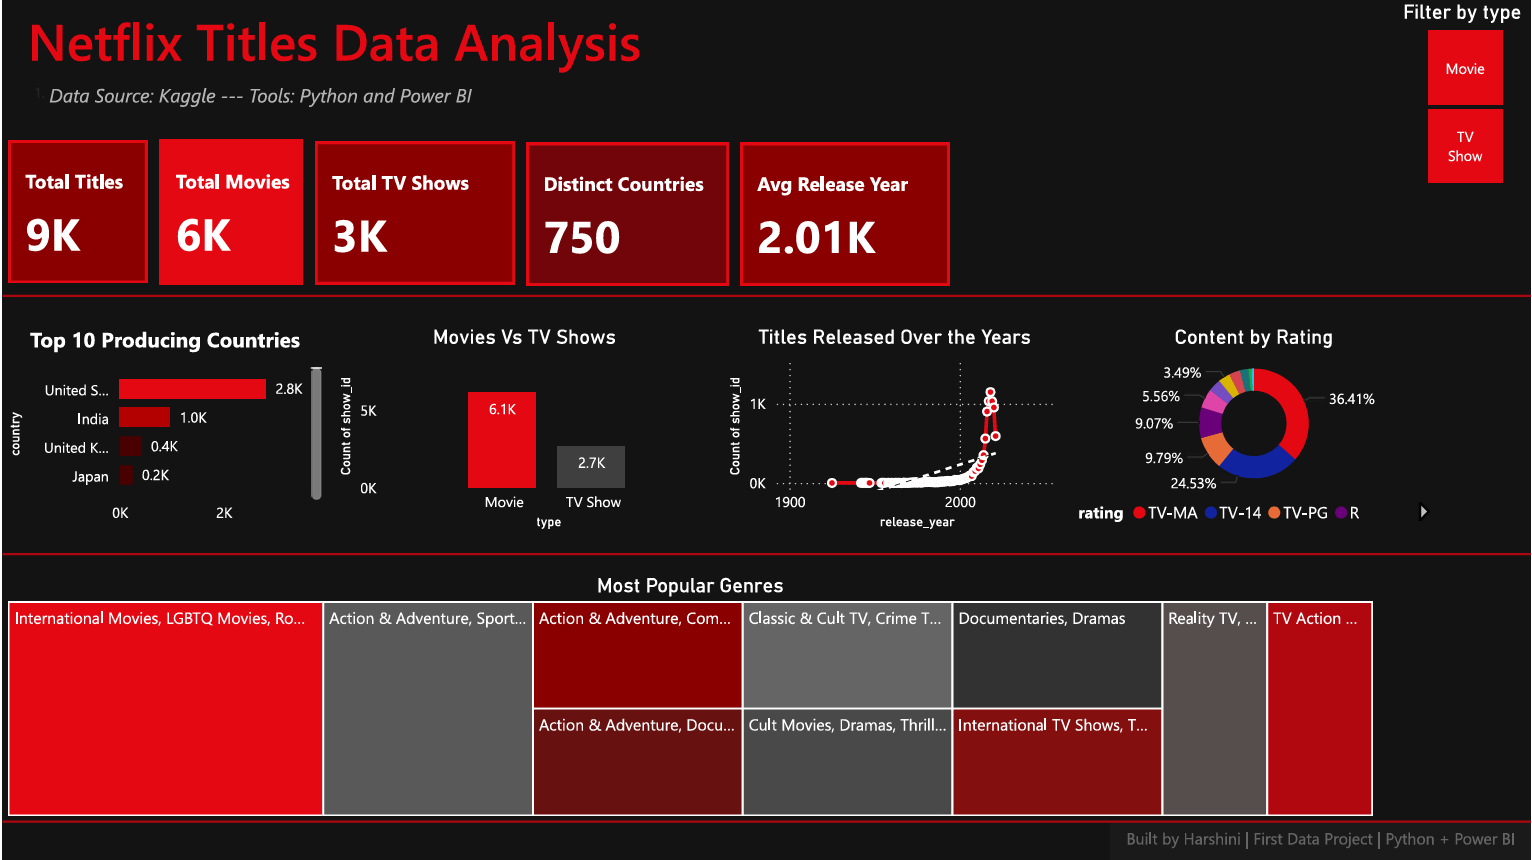 Netflix Titles Data Analysis
Data Source: Kaggle --- Tools: Python and Power BI
Filter by type
Movie
TV
Show
Total Titles
9K
Total Movies
6K
Total TV Shows
3K
Distinct Countries
750
Avg Release Year
2.01K
Top 10 Producing Countries
country
United S...
2.8K
India
1.0K
United K...
0.4K
Japan
0.2K
0K
2K
Movies Vs TV Shows
Count of show_id
5K
0K
6.1K
2.7K
Movie
TV Show
type
Titles Released Over the Years
Count of show_id
1K
0K
1900
2000
release_year
Content by Rating
3.49%
5.56%
9.07%
9.79%
24.53%
36.41%
rating TV-MA TV-14 TV-PG R
Most Popular Genres
International Movies, LGBTQ Movies, Ro...
Action & Adventure, Sport...
Action & Adventure, Com...
Classic & Cult TV, Crime T...
Documentaries, Dramas
Reality TV, ...
TV Action ...
Action & Adventure, Docu...
Cult Movies, Dramas, Thrill...
International TV Shows, T...
Built by Harshini | First Data Project | Python + Power BI